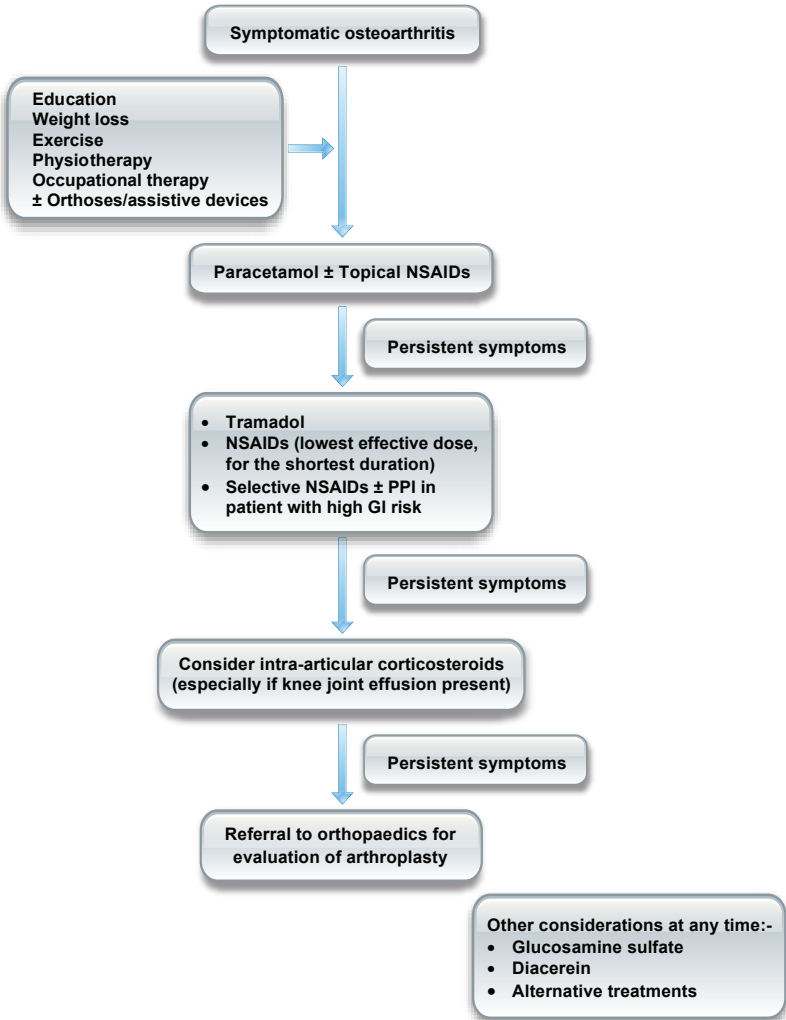 Symptomatic osteoarthritis
Education
Weight loss
Exercise
Physiotherapy
Occupational therapy
± Orthoses/assistive devices
Paracetamol ± Topical NSAIDs
Persistent symptoms
• Tramadol
• NSAIDs (lowest effective dose,
for the shortest duration)
• Selective NSAIDs ± PPI in
patient with high GI risk
Persistent symptoms
Consider intra-articular corticosteroids
(especially if knee joint effusion present)
Persistent symptoms
Referral to orthopaedics for
evaluation of arthroplasty
Other considerations at any time:-
• Glucosamine sulfate
• Diacerein
• Alternative treatments